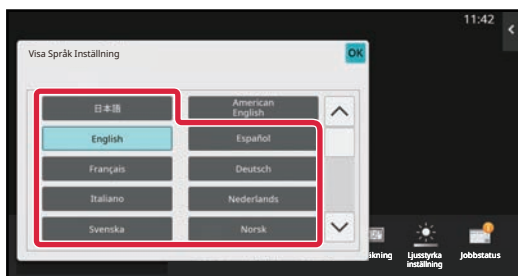 11:42
Visa Språk Inställning
OK
日本語
American
English
English
Español
Français
Deutsch
Italiano
Nederlands
Svenska
Norsk
Ljusstyrka
inställning
Jobbstatus